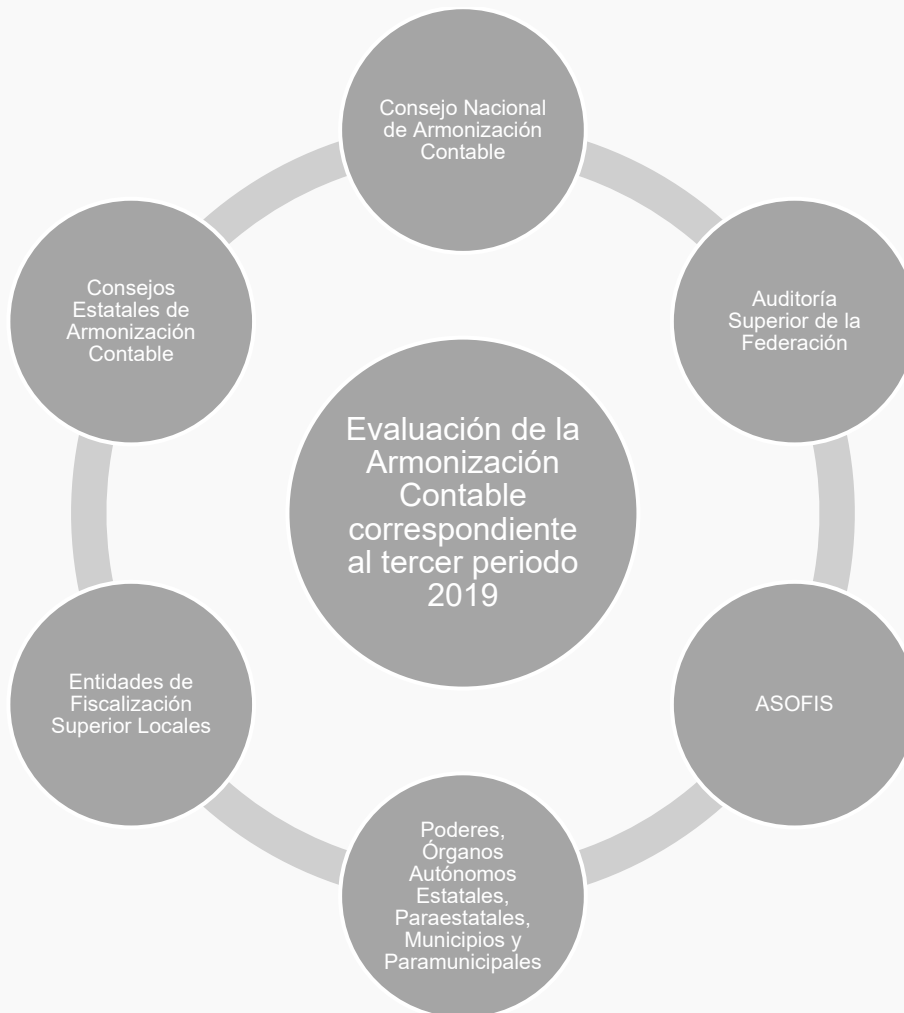 Consejo Nacional
de Armonización
Contable
Auditoría
Superior de la
Federación
ASOFIS
Poderes,
Órganos
Autónomos
Estatales,
Paraestatales,
Municipios y
Paramunicipales
Entidades de
Fiscalización
Superior Locales
Consejos
Estatales de
Armonización
Contable
Evaluación de la
Armonización
Contable
correspondiente
al tercer periodo
2019